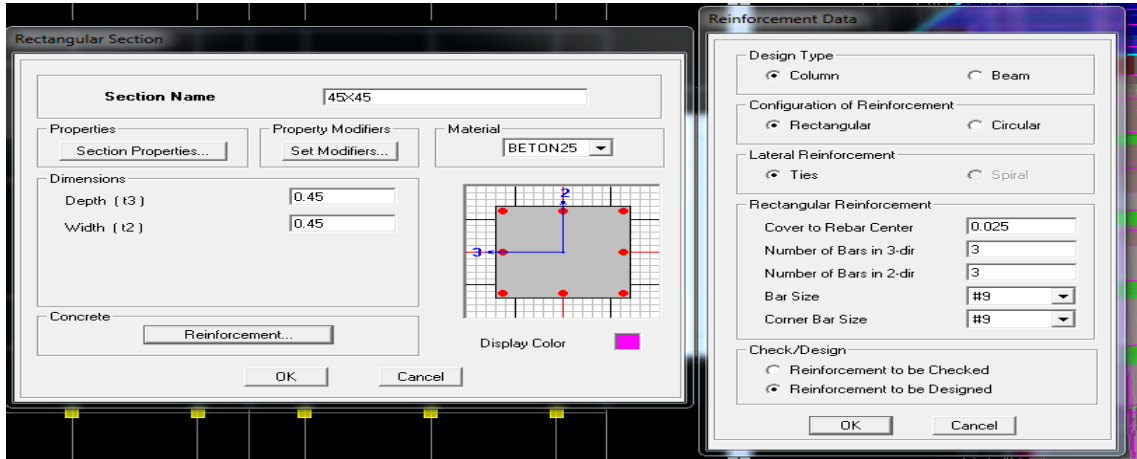 Rectangular Section
Section Name 45X45
Properties
Section Properties...
Property Modifiers
Set Modifiers...
Material
BETON25
Dimensions
Depth (t3) 0.45
Width (t2) 0.45
2
3
Concrete
Reinforcement...
Display Color
OK Cancel
Reinforcement Data
Design Type
Column Beam
Configuration of Reinforcement
Rectangular Circular
Lateral Reinforcement
Ties Spiral
Rectangular Reinforcement
Cover to Rebar Center 0.025
Number of Bars in 3-dir 3
Number of Bars in 2-dir 3
Bar Size #9
Corner Bar Size #9
Check/Design
Reinforcement to be Checked
Reinforcement to be Designed
OK Cancel